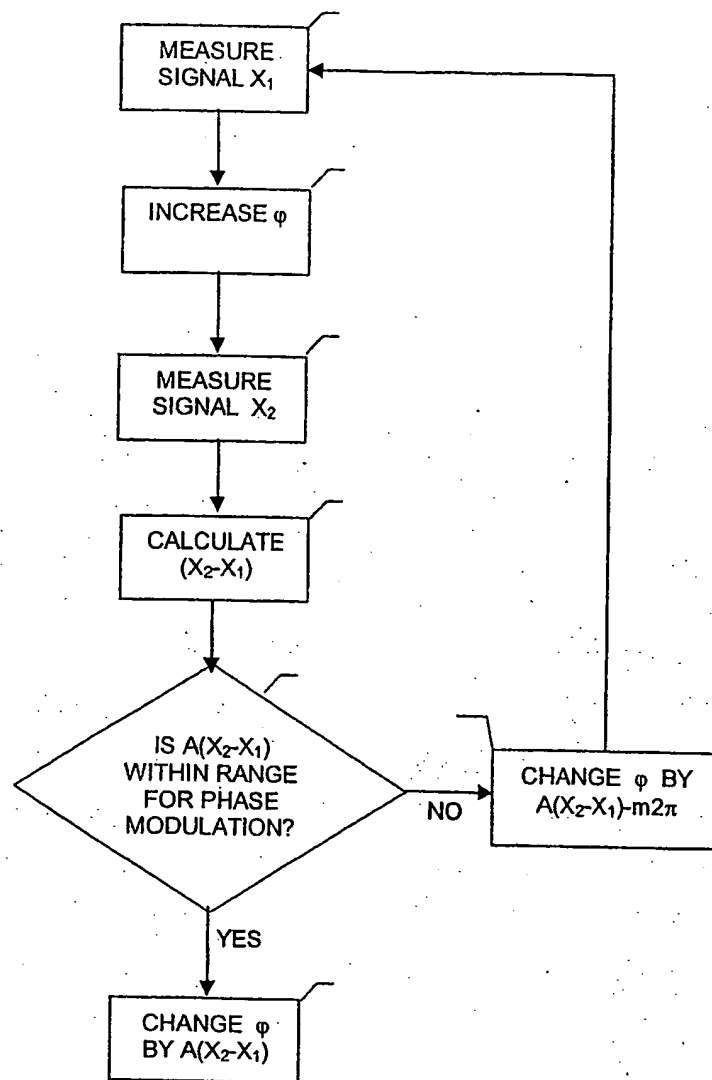 MEASURE
SIGNAL X₁
INCREASE φ
MEASURE
SIGNAL X₂
CALCULATE
(X₂-X₁)
IS A(X₂-X₁)
WITHIN RANGE
FOR PHASE
MODULATION?
NO
CHANGE φ BY
A(X₂-X₁)-m2π
YES
CHANGE φ
BY A(X₂-X₁)